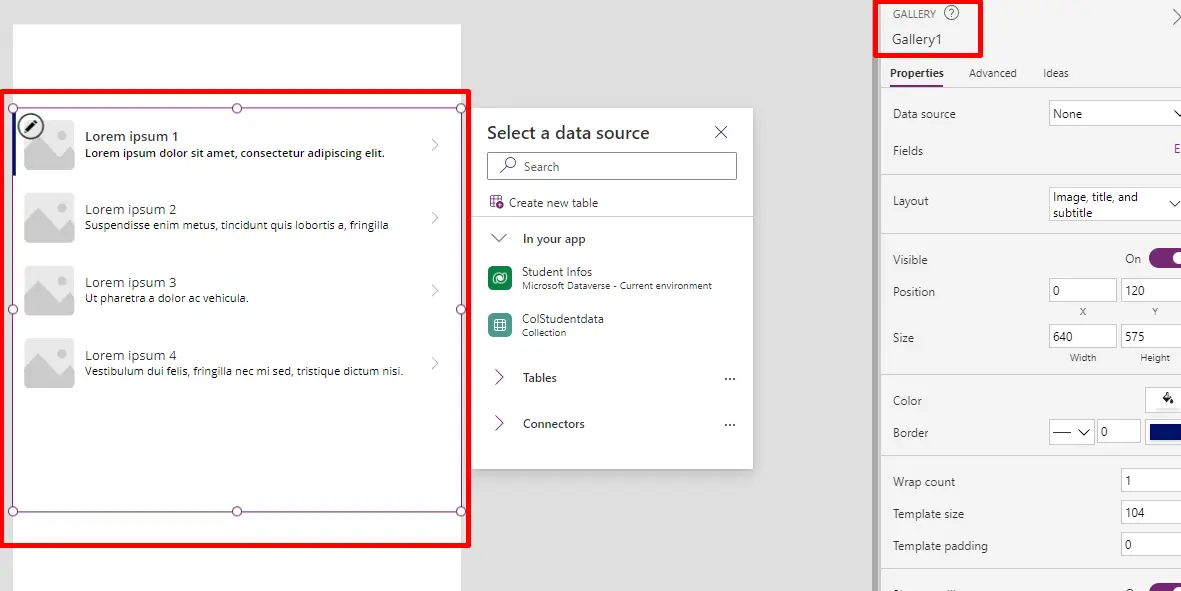 Lorem ipsum 1
Lorem ipsum dolor sit amet, consectetur adipiscing elit.
Lorem ipsum 2
Suspendisse enim metus, tincidunt quis lobortis a, fringilla
Lorem ipsum 3
Ut pharetra a dolor ac vehicula.
Lorem ipsum 4
Vestibulum dui felis, fringilla nec mi sed, tristique dictum nisi.
Select a data source
Search
Create new table
In your app
Student Infos
Microsoft Dataverse - Current environment
ColStudentdata
Collection
Tables
...
Connectors
...
GALLERY ?
Gallery1
Properties Advanced Ideas
Data source None
Fields E
Layout Image, title, and
subtitle
Visible On
Position 0 120
X Y
Size 640 575
Width Height
Color
Border 0
Wrap count 1
Template size 104
Template padding 0